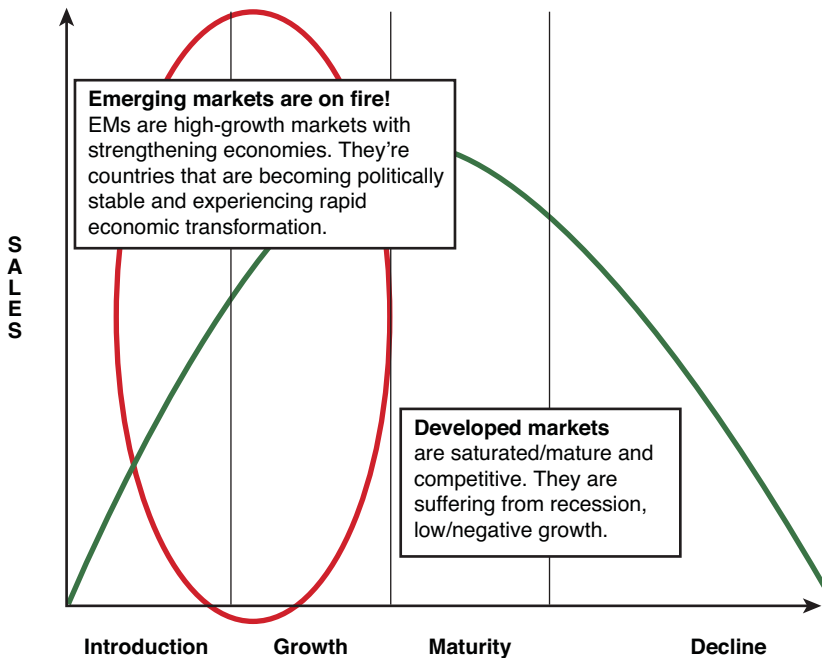 Emerging markets are on fire!
EMs are high-growth markets with
strengthening economies. They’re
countries that are becoming politically
stable and experiencing rapid
economic transformation.
S
A
L
E
S
Developed markets
are saturated/mature and
competitive. They are
suffering from recession,
low/negative growth.
Introduction Growth Maturity Decline